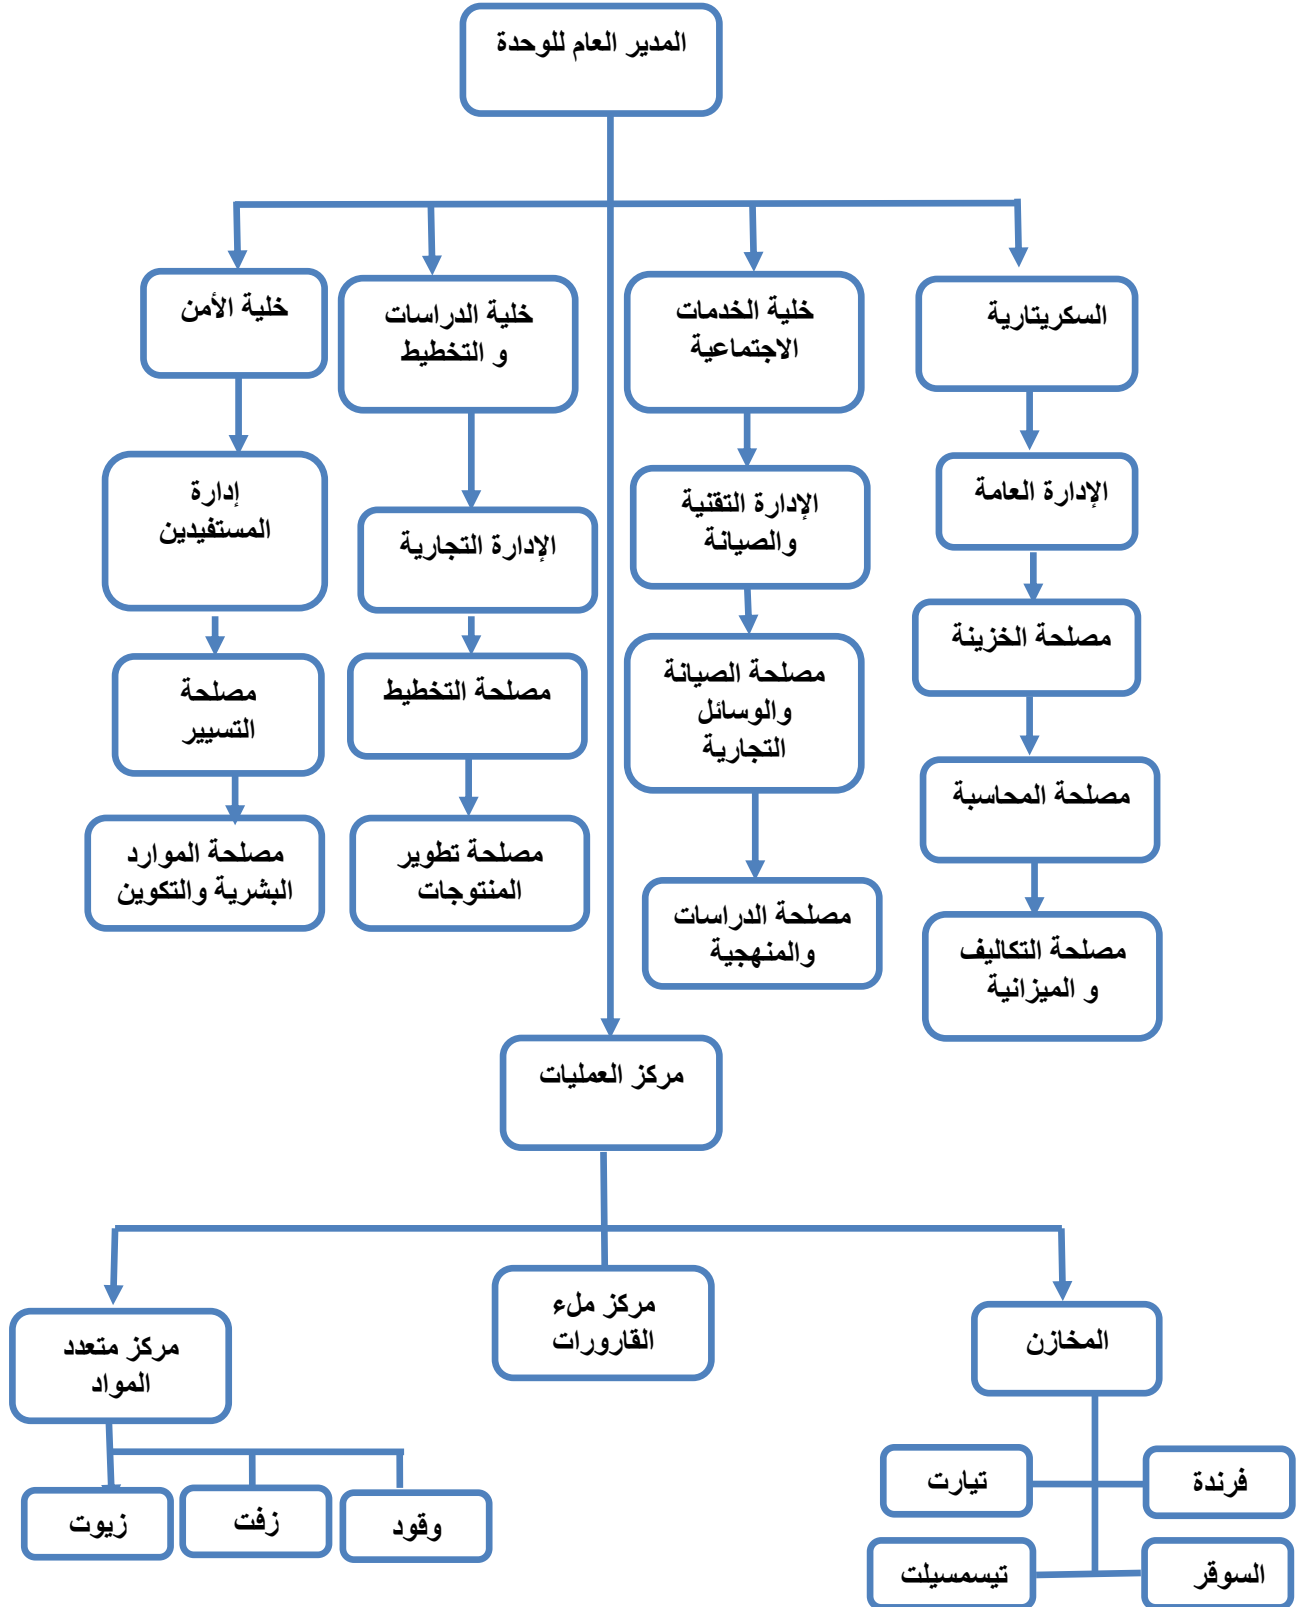 المدير العام للوحدة
السكريتارية
خلية الخدمات
الاجتماعية
خلية الدراسات
و التخطيط
خلية الأمن
الإدارة العامة
الإدارة التقنية
والصيانة
الإدارة التجارية
إدارة
المستفيدين
مصلحة الخزينة
مصلحة الصيانة
والوسائل
التجارية
مصلحة التخطيط
مصلحة
التسيير
مصلحة المحاسبة
مصلحة الدراسات
والمنهجية
مصلحة تطوير
المنتوجات
مصلحة الموارد
البشرية والتكوين
مصلحة التكاليف
و الميزانية
مركز العمليات
المخازن
مركز ملء
القارورات
مركز متعدد
المواد
فرندة
تيارت
السوقر
تيسمسيلت
وقود
زفت
زيوت